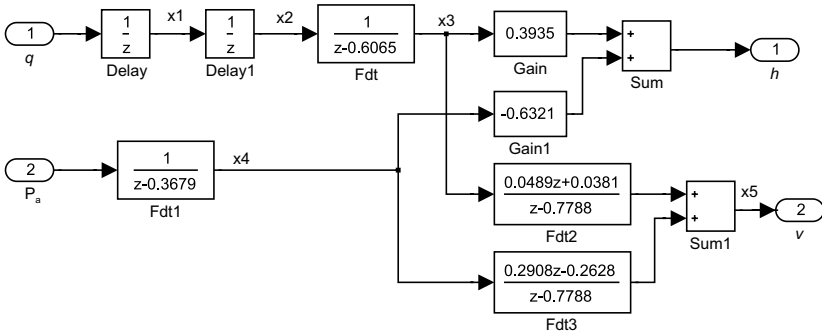 1
q
1
z
Delay
x1
1
z
Delay1
x2
1
z-0.6065
Fdt
x3
0.3935
Gain
+
+
Sum
1
h
-0.6321
Gain1
2
Pₐ
1
z-0.3679
Fdt1
x4
0.0489z+0.0381
z-0.7788
Fdt2
+
+
Sum1
x5
2
v
0.2908z-0.2628
z-0.7788
Fdt3